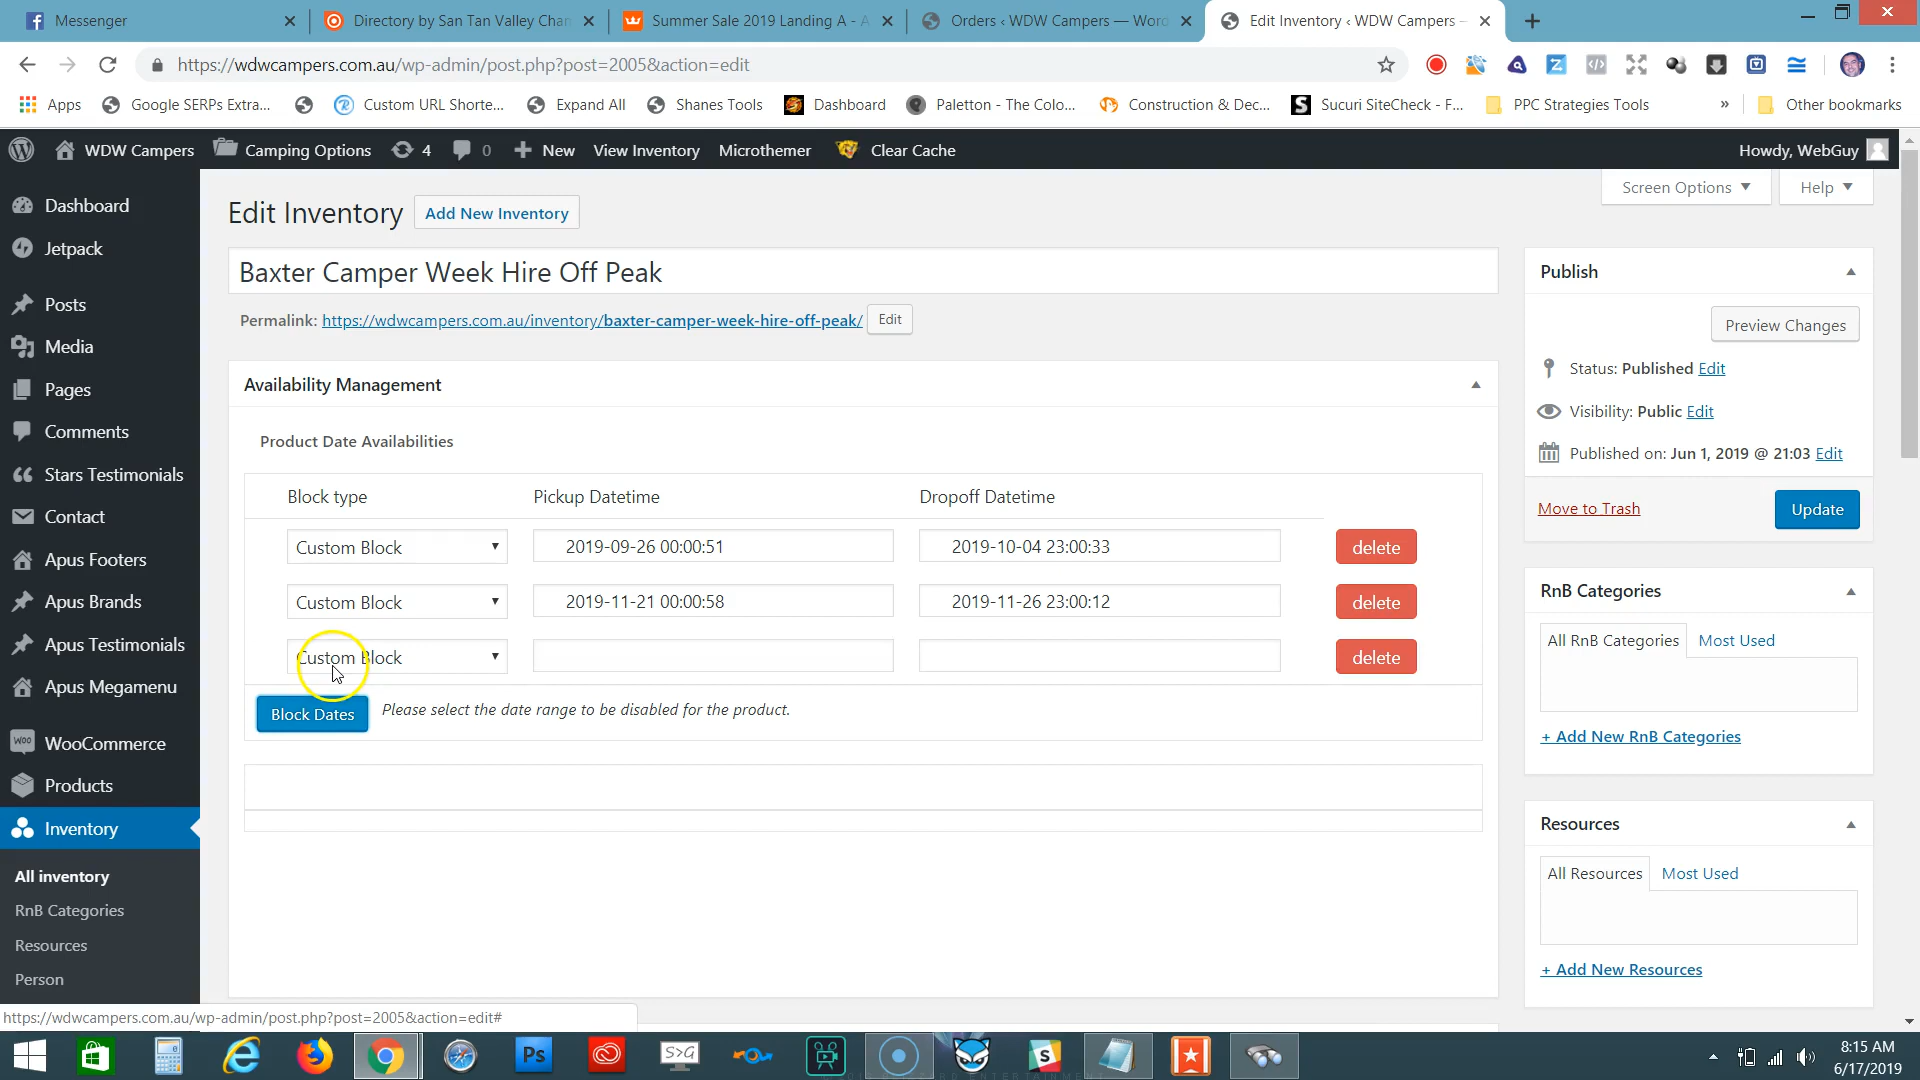 Messenger
Directory by San Tan Valley Chan
Summer Sale 2019 Landing A - A
Orders ‹ WDW Campers — Word
Edit Inventory ‹ WDW Campers —
https://wdwcampers.com.au/wp-admin/post.php?post=2005&action=edit
Apps
Google SERPs Extra...
Custom URL Shorte...
Expand All
Shanes Tools
Dashboard
Paletton - The Colo...
Construction & Dec...
Sucuri SiteCheck - F...
PPC Strategies Tools
»
Other bookmarks
WDW Campers
Camping Options
4
0
New
View Inventory
Microthemer
Clear Cache
Howdy, WebGuy
Screen Options
Help
Dashboard
Jetpack
Posts
Media
Pages
Comments
Stars Testimonials
Contact
Apus Footers
Apus Brands
Apus Testimonials
Apus Megamenu
WooCommerce
Products
Inventory
All inventory
RnB Categories
Resources
Person
Edit Inventory
Add New Inventory
Baxter Camper Week Hire Off Peak
Permalink: https://wdwcampers.com.au/inventory/baxter-camper-week-hire-off-peak/ Edit
Availability Management
Product Date Availabilities
Block type Pickup Datetime Dropoff Datetime
Custom Block 2019-09-26 00:00:51 2019-10-04 23:00:33 delete
Custom Block 2019-11-21 00:00:58 2019-11-26 23:00:12 delete
Custom Block delete
Block Dates Please select the date range to be disabled for the product.
Publish
Preview Changes
Status: Published Edit
Visibility: Public Edit
Published on: Jun 1, 2019 @ 21:03 Edit
Move to Trash
Update
RnB Categories
All RnB Categories Most Used
+ Add New RnB Categories
Resources
All Resources Most Used
+ Add New Resources
https://wdwcampers.com.au/wp-admin/post.php?post=2005&action=edit#
Ps
S>G
S
8:15 AM
6/17/2019